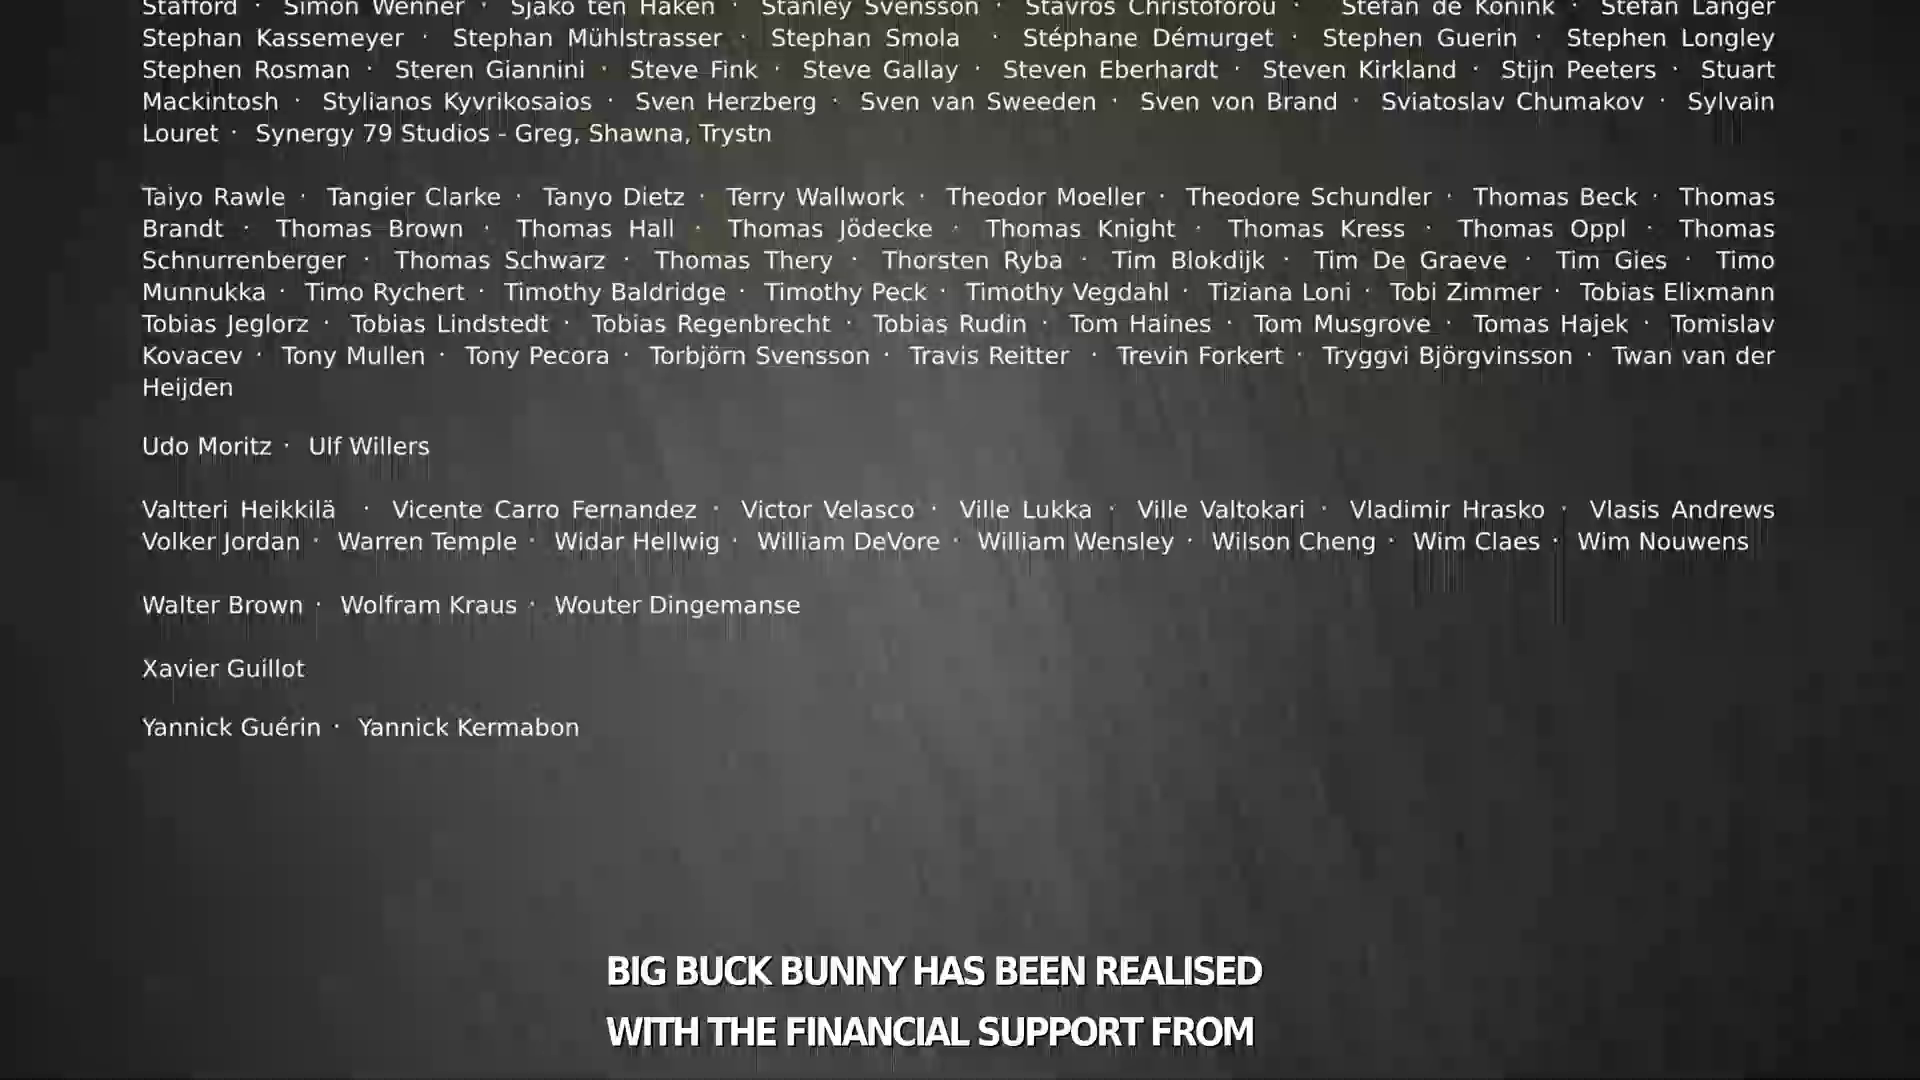 Stafford · Simon Wenner · Sjako ten Haken · Stanley Svensson · Stavros Christoforou · Stefan de Konink · Stefan Langer
Stephan Kassemeyer · Stephan Mühlstrasser · Stephan Smola · Stéphane Démurget · Stephen Guerin · Stephen Longley
Stephen Rosman · Steren Giannini · Steve Fink · Steve Gallay · Steven Eberhardt · Steven Kirkland · Stijn Peeters · Stuart
Mackintosh · Stylianos Kyvrikosaios · Sven Herzberg · Sven van Sweeden · Sven von Brand · Sviatoslav Chumakov · Sylvain
Louret · Synergy 79 Studios - Greg, Shawna, Trystn
Taiyo Rawle · Tangier Clarke · Tanyo Dietz · Terry Wallwork · Theodor Moeller · Theodore Schundler · Thomas Beck · Thomas
Brandt · Thomas Brown · Thomas Hall · Thomas Jödecke · Thomas Knight · Thomas Kress · Thomas Oppl · Thomas
Schnurrenberger · Thomas Schwarz · Thomas Thery · Thorsten Ryba · Tim Blokdijk · Tim De Graeve · Tim Gies · Timo
Munnukka · Timo Rychert · Timothy Baldridge · Timothy Peck · Timothy Vegdahl · Tiziana Loni · Tobi Zimmer · Tobias Elixmann
Tobias Jeglorz · Tobias Lindstedt · Tobias Regenbrecht · Tobias Rudin · Tom Haines · Tom Musgrove · Tomas Hajek · Tomislav
Kovacev · Tony Mullen · Tony Pecora · Torbjörn Svensson · Travis Reitter · Trevin Forkert · Tryggvi Björgvinsson · Twan van der
Heijden
Udo Moritz · Ulf Willers
Valtteri Heikkilä · Vicente Carro Fernandez · Victor Velasco · Ville Lukka · Ville Valtokari · Vladimir Hrasko · Vlasis Andrews
Volker Jordan · Warren Temple · Widar Hellwig · William DeVore · William Wensley · Wilson Cheng · Wim Claes · Wim Nouwens
Walter Brown · Wolfram Kraus · Wouter Dingemanse
Xavier Guillot
Yannick Guérin · Yannick Kermabon
BIG BUCK BUNNY HAS BEEN REALISED
WITH THE FINANCIAL SUPPORT FROM